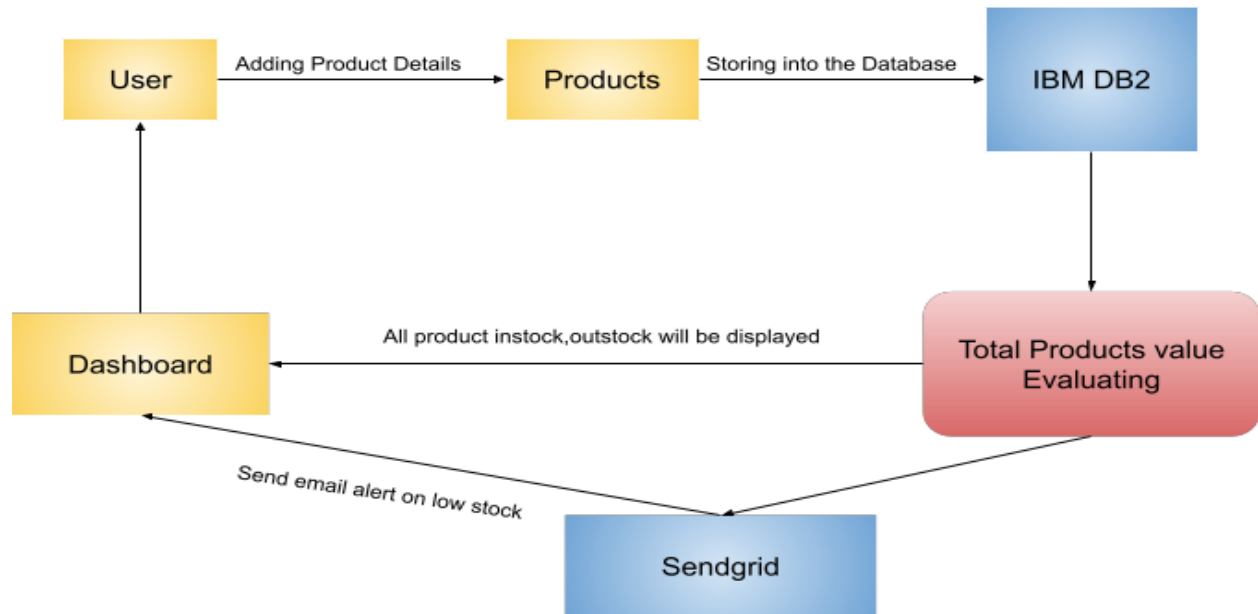 User
Adding Product Details
Products
Storing into the Database
IBM DB2
Dashboard
All product instock,outstock will be displayed
Total Products value
Evaluating
Send email alert on low stock
Sendgrid